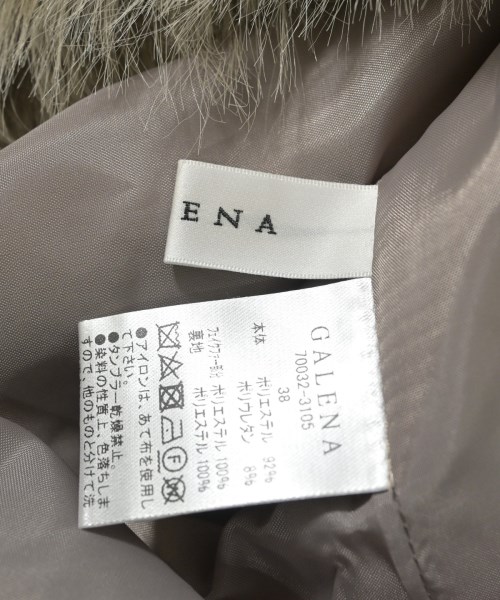 ENA
GALENA
70032-3105
38
本体 ポリエステル 92%
ポリウレタン 8%
フェイクファー部分 ポリエステル 100%
裏地 ポリエステル 100%
●アイロンは、あて布を使用し
て下さい。
●タンブラー乾燥禁止。
●染料の性質上、色落ちしま
すので、他のものと分けて洗